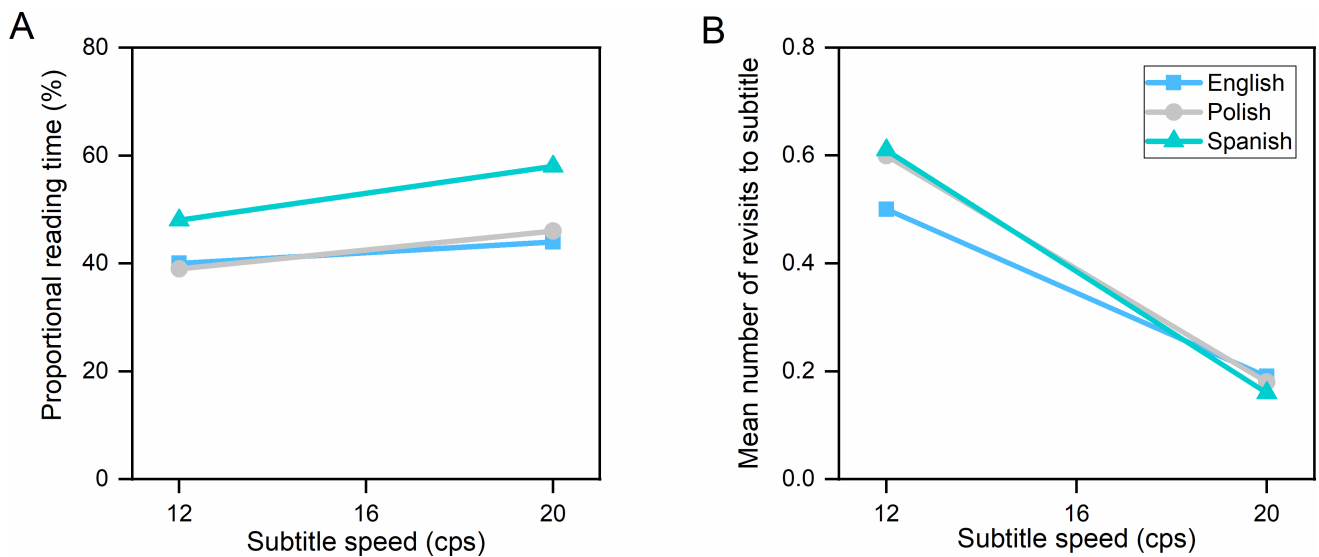 A
Proportional reading time (%)
80
60
40
20
0
12 16 20
Subtitle speed (cps)
B
Mean number of revisits to subtitle
0.8
0.6
0.4
0.2
0.0
12 16 20
Subtitle speed (cps)
English
Polish
Spanish